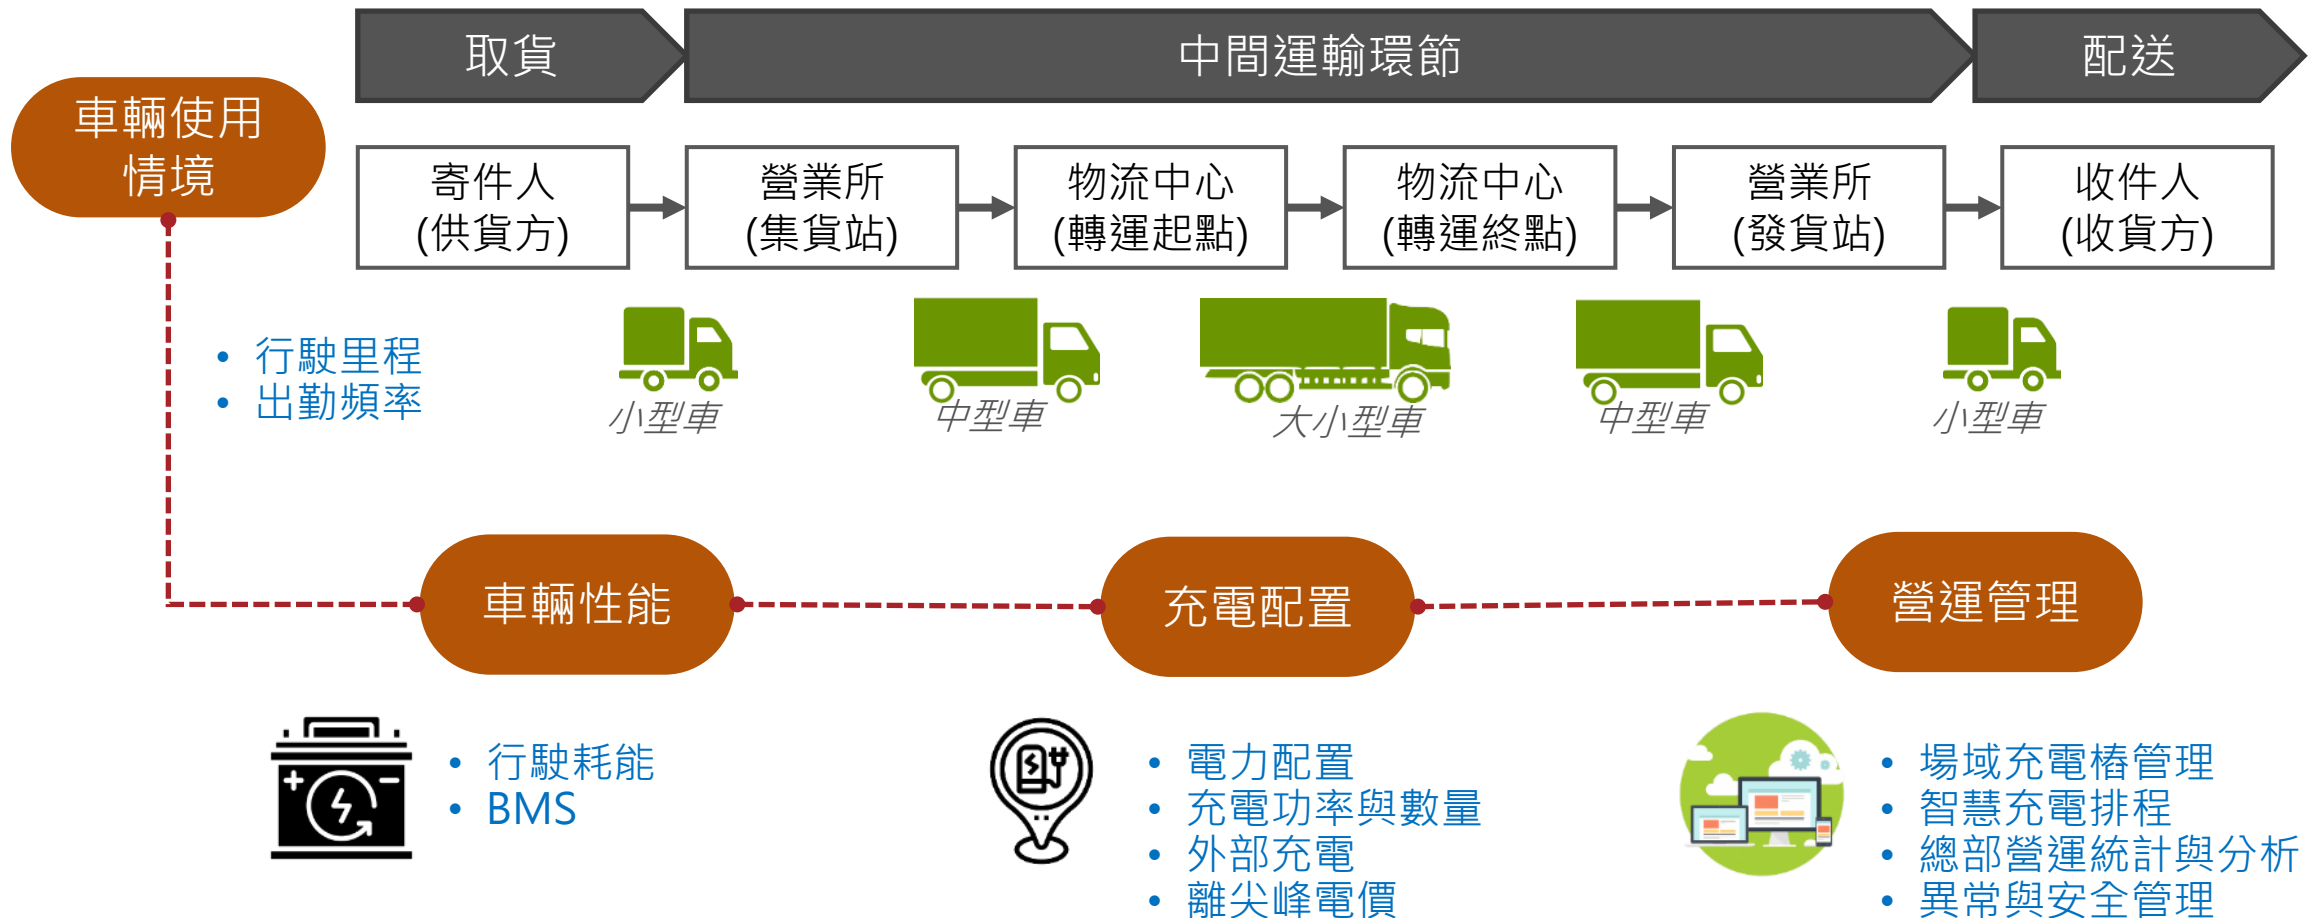 取貨
中間運輸環節
配送
車輛使用
情境
寄件人
(供貨方)
營業所
(集貨站)
物流中心
(轉運起點)
物流中心
(轉運終點)
營業所
(發貨站)
收件人
(收貨方)
• 行駛里程
• 出勤頻率
小型車
中型車
大小型車
中型車
小型車
車輛性能
充電配置
營運管理
• 行駛耗能
• BMS
• 電力配置
• 充電功率與數量
• 外部充電
• 離尖峰電價
• 場域充電樁管理
• 智慧充電排程
• 總部營運統計與分析
• 異常與安全管理